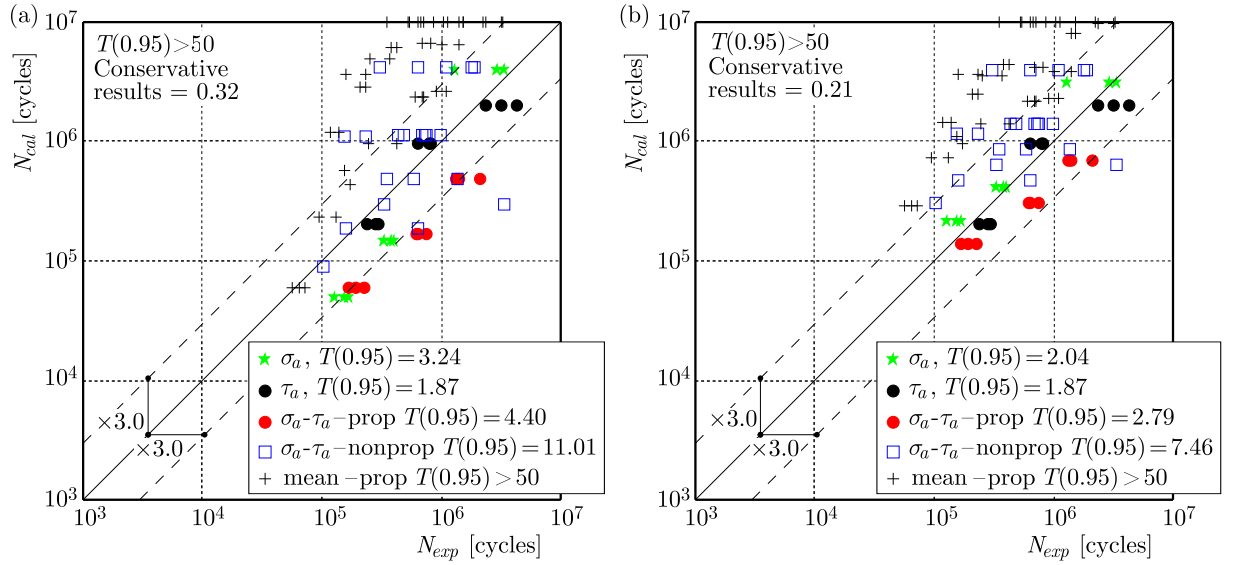 (a)
10^7
T(0.95)>50
Conservative
results = 0.32
N_cal [cycles]
10^6
10^5
10^4
10^3
×3.0
×3.0
σ_a, T(0.95)=3.24
τ_a, T(0.95)=1.87
σ_a-τ_a–prop T(0.95)=4.40
σ_a-τ_a–nonprop T(0.95)=11.01
mean–prop T(0.95)>50
10^3 10^4 10^5 10^6 10^7
N_exp [cycles]
(b)
10^7
T(0.95)>50
Conservative
results = 0.21
N_cal [cycles]
10^6
10^5
10^4
10^3
×3.0
×3.0
σ_a, T(0.95)=2.04
τ_a, T(0.95)=1.87
σ_a-τ_a–prop T(0.95)=2.79
σ_a-τ_a–nonprop T(0.95)=7.46
mean–prop T(0.95)>50
10^3 10^4 10^5 10^6 10^7
N_exp [cycles]